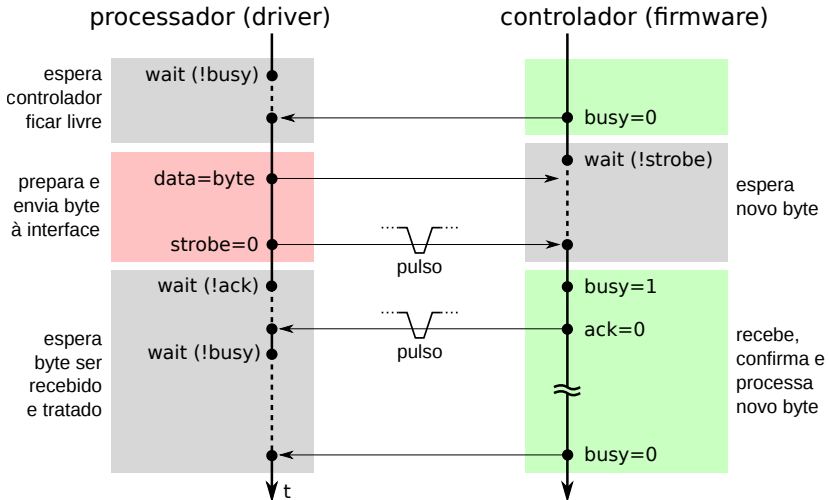 processador (driver)
controlador (firmware)
espera
controlador
ficar livre
wait (!busy)
busy=0
wait (!strobe)
prepara e
envia byte
à interface
data=byte
espera
novo byte
strobe=0
pulso
wait (!ack)
busy=1
pulso
ack=0
espera
byte ser
recebido
e tratado
wait (!busy)
recebe,
confirma e
processa
novo byte
busy=0
t